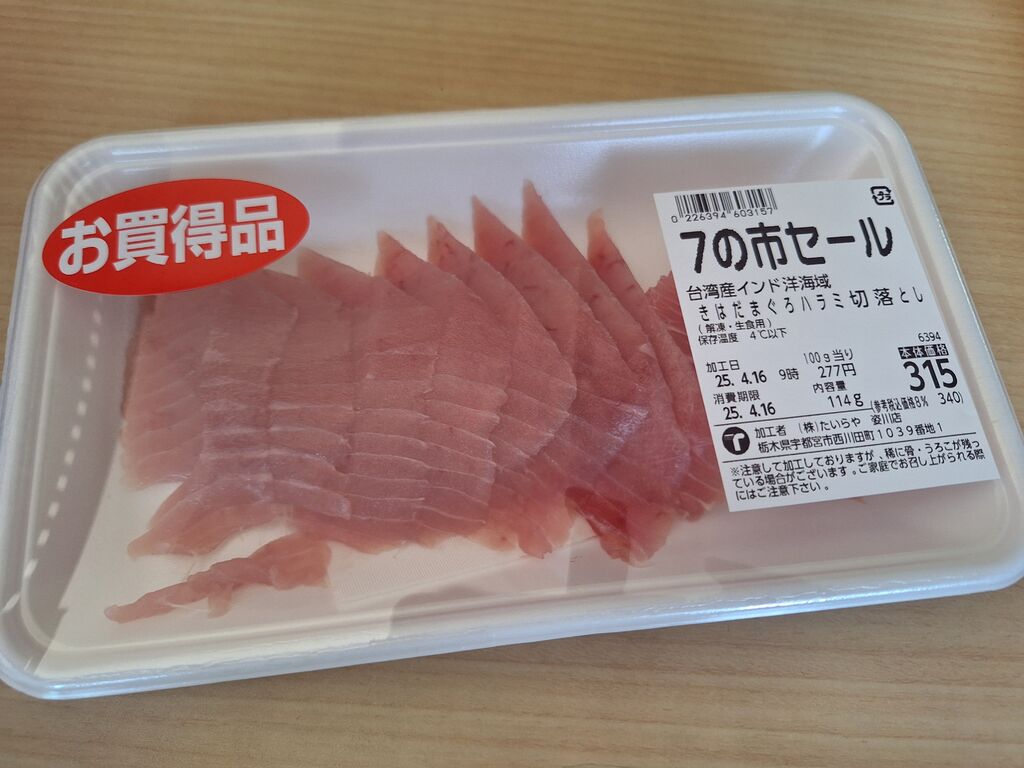 お買得品
0 226394 603157
プラ
7の市セール
台湾産インド洋海域
きはだまぐろハラミ切落とし
(解凍・生食用)
保存温度 4℃以下
6394
加工日
25. 4.16 9時
100g当り
277円
本体価格
315
消費期限
25. 4.16
内容量
114g
(参考税込価格8% 340)
加工者 (株)たいらや 姿川店
栃木県宇都宮市西川田町1039番地1
※注意して加工しておりますが、稀に骨・うろこが残っ
ている場合がございます。ご家庭でお召し上がられる際
にはご注意下さい。